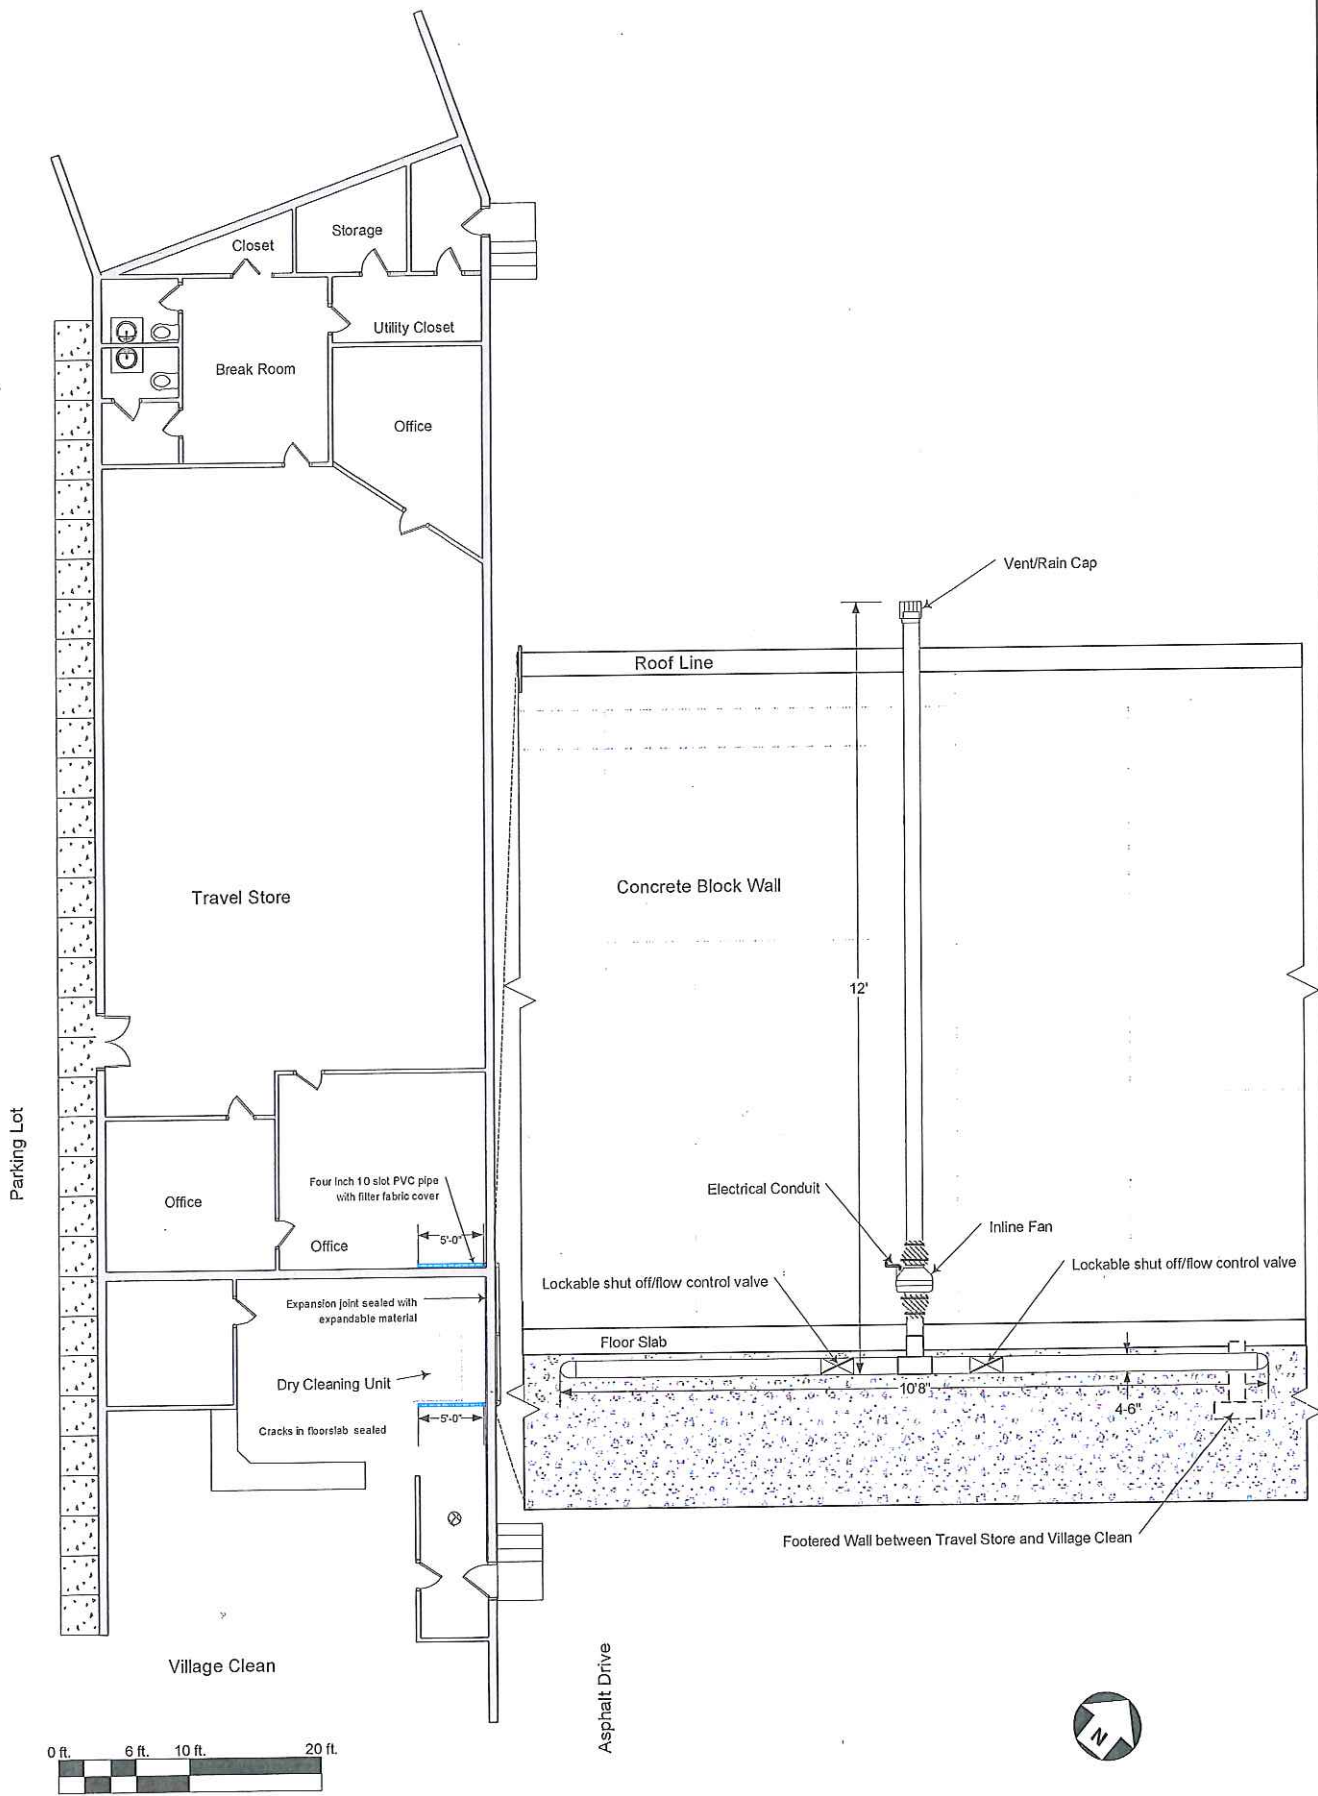 Closet
Storage
Utility Closet
Break Room
Office
Vent/Rain Cap
Roof Line
Travel Store
Concrete Block Wall
12'
Parking Lot
Four Inch 10 slot PVC pipe
with filter fabric cover
Electrical Conduit
Office
5'-0"
Office
Inline Fan
Lockable shut off/flow control valve
Lockable shut off/flow control valve
Expansion joint sealed with
expandable material
Floor Slab
Dry Cleaning Unit
10'8"
4-6"
5'-0"
Cracks in floorslab sealed
Footered Wall between Travel Store and Village Clean
Village Clean
Asphalt Drive
N
0 ft.
6 ft.
10 ft.
20 ft.